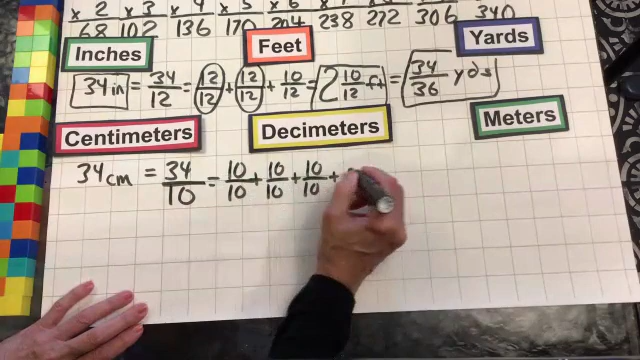 x 2 x 3 x 4 x 5 x 6
68 102 136 170 204 238 272 306 340
Inches Feet Yards
34 in = 34/12 = 12/12 + 12/12 + 10/12 = 2 10/12 ft = 34/36 yds
Centimeters Decimeters Meters
34 cm = 34/10 = 10/10 + 10/10 + 10/10 +